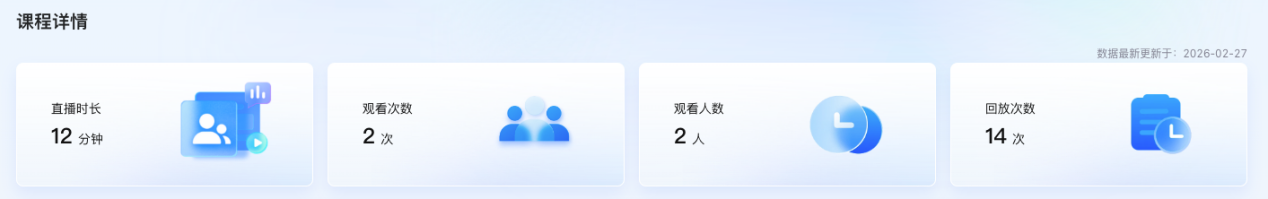 课程详情
数据最新更新于：2026-02-27
直播时长
12 分钟
观看次数
2 次
观看人数
2 人
回放次数
14 次